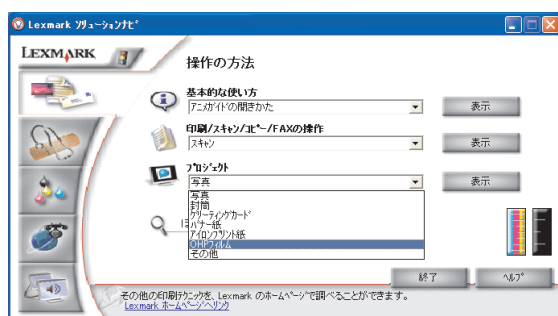 Lexmark ソリューションナビ
LEXMARK
操作の方法
基本的な使い方
アニメガイドの開きかた
表示
印刷/スキャン/コピー/FAXの操作
スキャン
表示
プロジェクト
写真
表示
写真
封筒
グリーティングカード
バナー紙
アイロンプリント紙
OHPフィルム
その他
終了
ヘルプ
その他の印刷テクニックを、Lexmark のホームページで調べることができます。
Lexmark ホームページへリンク